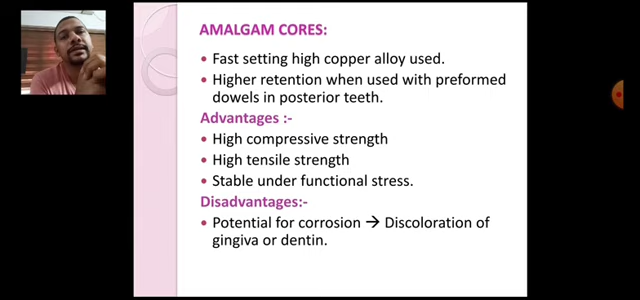 AMALGAM CORES:
• Fast setting high copper alloy used.
• Higher retention when used with preformed
dowels in posterior teeth.
Advantages :-
• High compressive strength
• High tensile strength
• Stable under functional stress.
Disadvantages:-
• Potential for corrosion → Discoloration of
gingiva or dentin.